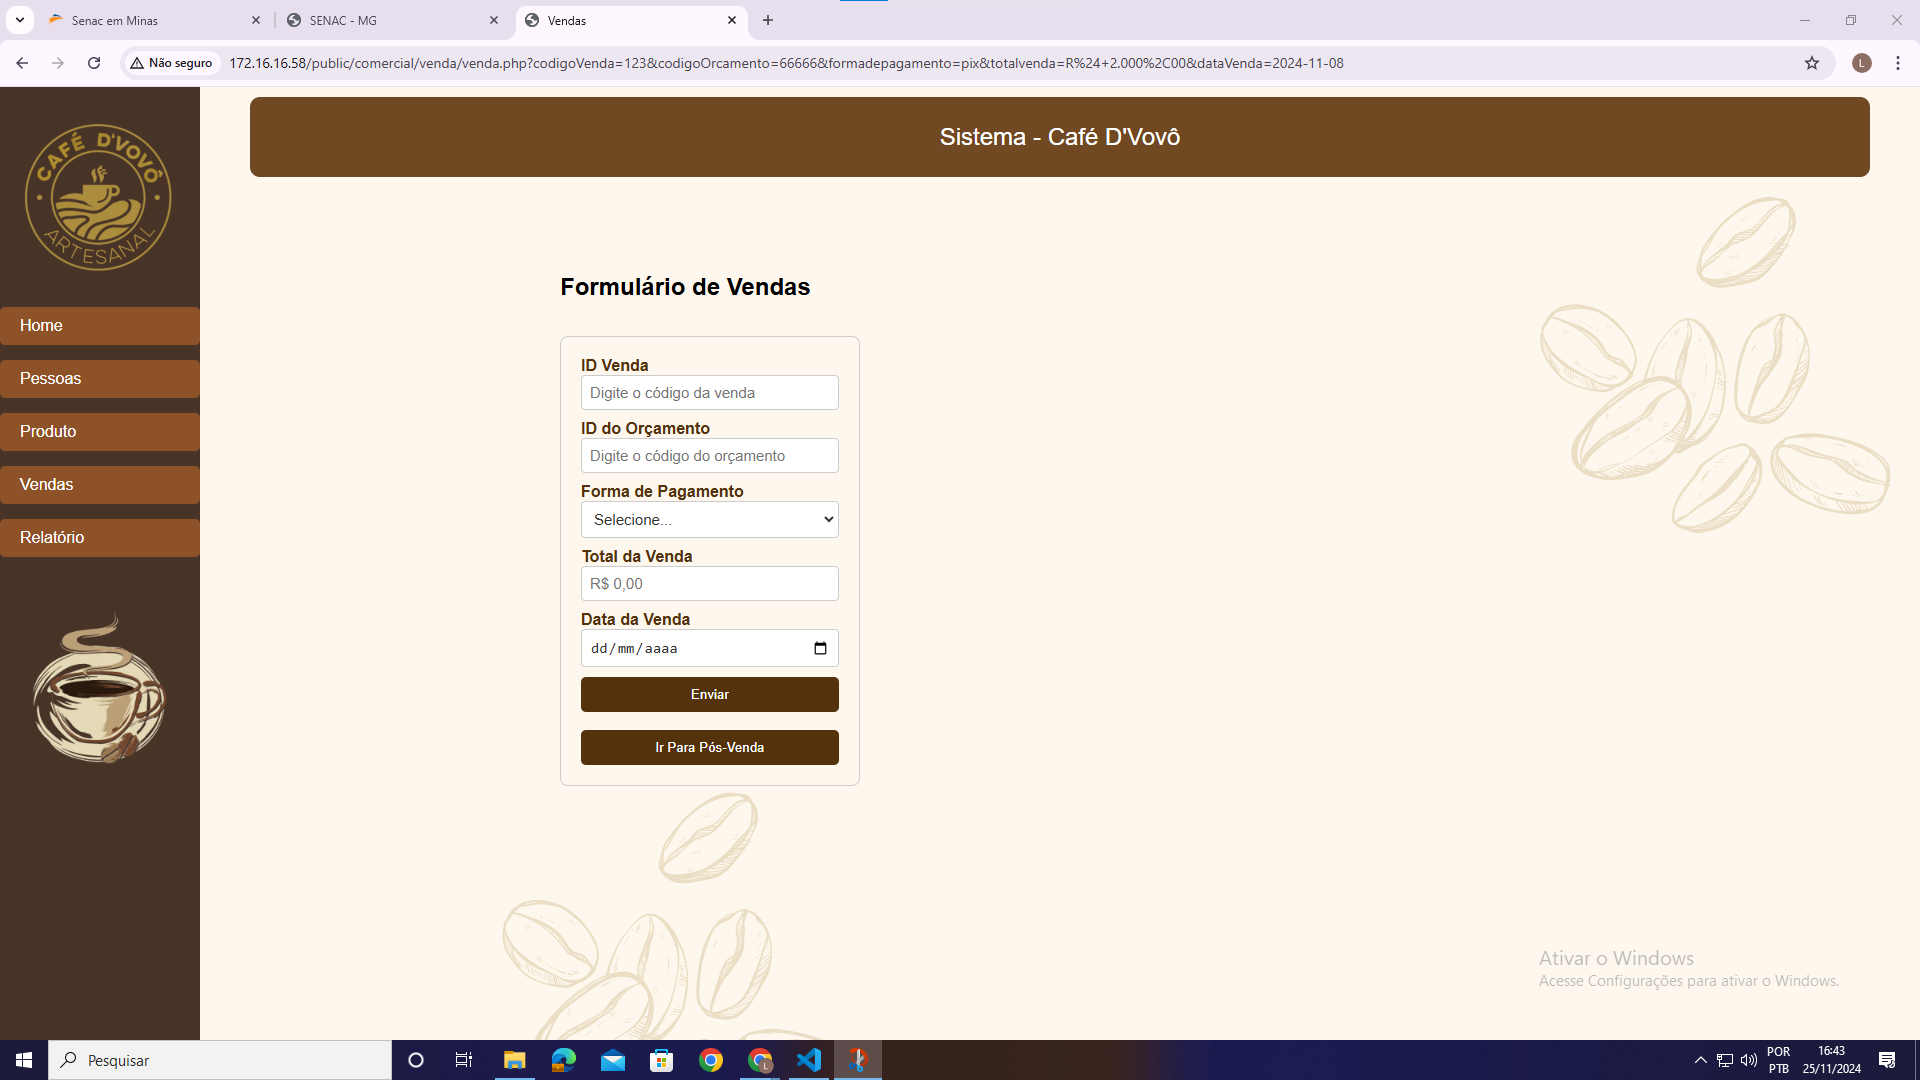 Senac em Minas
SENAC - MG
Vendas
Não seguro
172.16.16.58/public/comercial/venda/venda.php?codigoVenda=123&codigoOrcamento=66666&formadepagamento=pix&totalvenda=R%24+2.000%2C00&dataVenda=2024-11-08
L
CAFÉ D'VOVÔ
ARTESANAL
Sistema - Café D'Vovô
Home
Pessoas
Produto
Vendas
Relatório
Formulário de Vendas
ID Venda
Digite o código da venda
ID do Orçamento
Digite o código do orçamento
Forma de Pagamento
Selecione...
Total da Venda
R$ 0,00
Data da Venda
dd/mm/aaaa
Enviar
Ir Para Pós-Venda
Ativar o Windows
Acesse Configurações para ativar o Windows.
Pesquisar
L
POR
PTB
16:43
25/11/2024